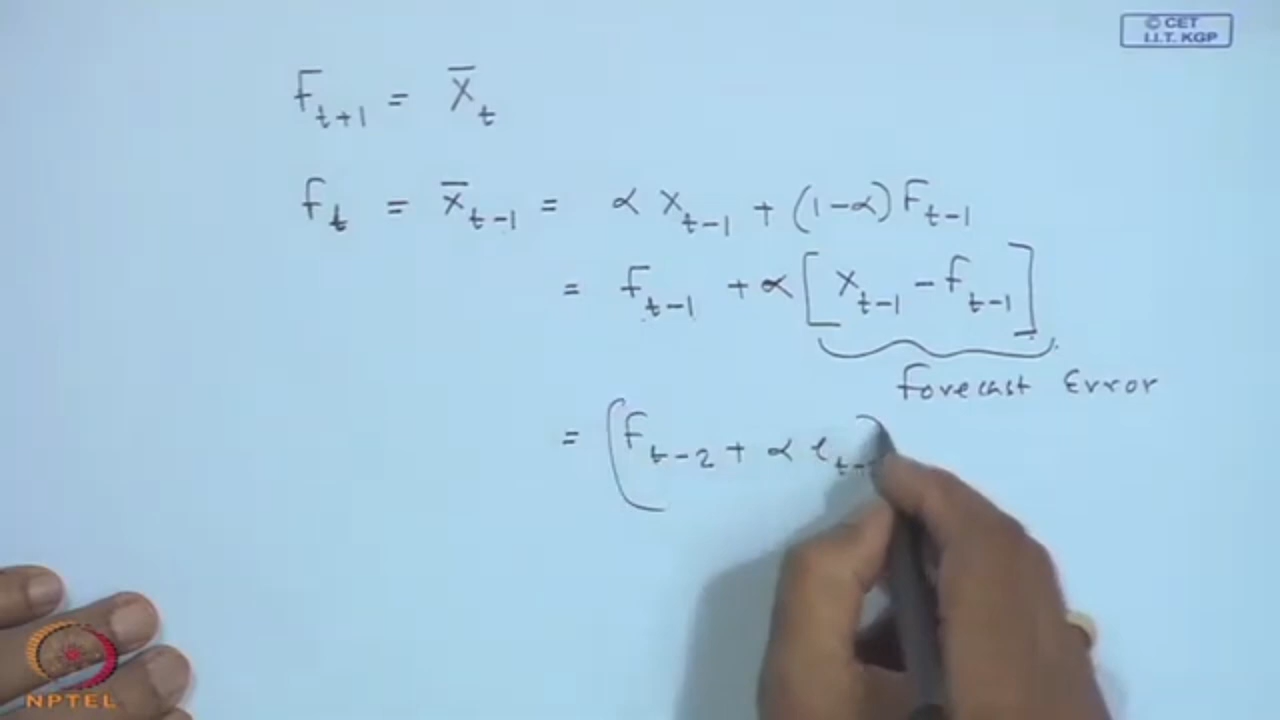 © CET
I.I.T. KGP
F_{t+1} = X̄_t
f_t = x̄_{t-1} = α x_{t-1} + (1-α) F_{t-1}
= F_{t-1} + α [x_{t-1} - f_{t-1}]
Forecast Error
= (F_{t-2} + α e_{t-
NPTEL